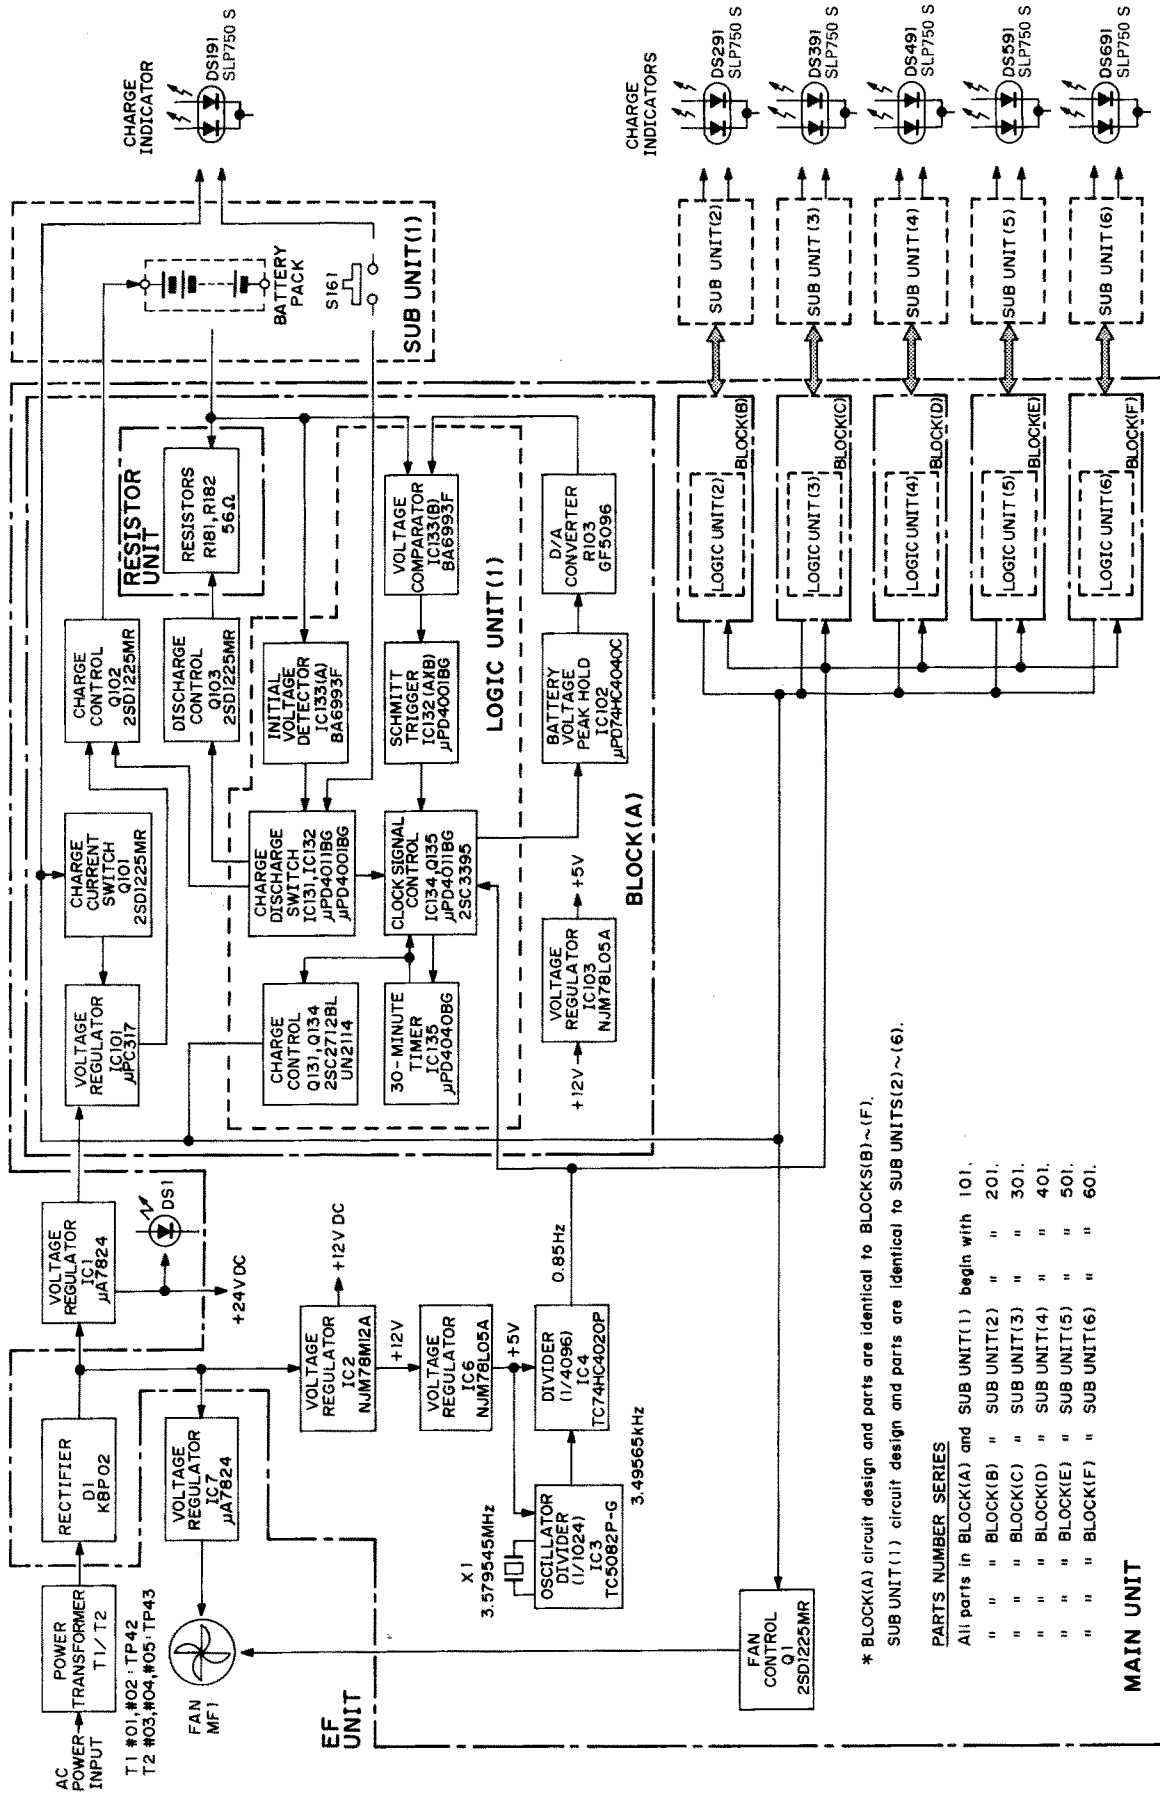 AC
POWER
INPUT
POWER
TRANSFORMER
T1/T2
T1 #01,#02 : TP42
T2 #03,#04,#05 : TP43
RECTIFIER
D1
KBP02
VOLTAGE
REGULATOR
IC1
µA7824
DS1
+24V DC
FAN
MF1
VOLTAGE
REGULATOR
IC7
µA7824
EF
UNIT
VOLTAGE
REGULATOR
IC2
NJM78M12A
+12V DC
+12V
VOLTAGE
REGULATOR
IC6
NJM78L05A
+5V
X1
3.579545MHz
OSCILLATOR
DIVIDER
(1/1024)
IC3
TC5082P-G
3.49565kHz
DIVIDER
(1/4096)
IC4
TC74HC4020P
0.85Hz
FAN
CONTROL
Q1
2SD1225MR
VOLTAGE
REGULATOR
IC101
µPC317
CHARGE
CURRENT
SWITCH
Q101
2SD1225MR
CHARGE
CONTROL
Q102
2SD1225MR
DISCHARGE
CONTROL
Q103
2SD1225MR
RESISTOR
UNIT
RESISTORS
R181, R182
56Ω
CHARGE
CONTROL
Q131, Q134
2SC2712BL
UN2114
CHARGE
DISCHARGE
SWITCH
IC131, IC132
µPD4011BG
µPD4001BG
INITIAL
VOLTAGE
DETECTOR
IC133(A)
BA6993F
30-MINUTE
TIMER
IC135
µPD4040BG
CLOCK SIGNAL
CONTROL
IC134, Q135
µPD4011BG
2SC3395
SCHMITT
TRIGGER
IC132(AXB)
µPD4001BG
VOLTAGE
COMPARATOR
IC133(B)
BA6993F
LOGIC UNIT(1)
+12V
VOLTAGE
REGULATOR
IC103
NJM78L05A
+5V
BATTERY
VOLTAGE
PEAK HOLD
IC102
µPD74HC4040C
D/A
CONVERTER
R103
GF5096
BLOCK(A)
BATTERY
PACK
S161
SUB UNIT(1)
CHARGE
INDICATOR
DS191
SLP750 S
CHARGE
INDICATORS
LOGIC UNIT(2)
BLOCK(B)
SUB UNIT(2)
DS291
SLP750 S
LOGIC UNIT(3)
BLOCK(C)
SUB UNIT(3)
DS391
SLP750 S
LOGIC UNIT(4)
BLOCK(D)
SUB UNIT(4)
DS491
SLP750 S
LOGIC UNIT(5)
BLOCK(E)
SUB UNIT(5)
DS591
SLP750 S
LOGIC UNIT(6)
BLOCK(F)
SUB UNIT(6)
DS691
SLP750 S
* BLOCK(A) circuit design and parts are identical to BLOCKS(B)~(F).
SUB UNIT(1) circuit design and parts are identical to SUB UNITS(2)~(6).
PARTS NUMBER SERIES
All parts in BLOCK(A) and SUB UNIT(1) begin with 101.
" " " BLOCK(B) " SUB UNIT(2) " " 201.
" " " BLOCK(C) " SUB UNIT(3) " " 301.
" " " BLOCK(D) " SUB UNIT(4) " " 401.
" " " BLOCK(E) " SUB UNIT(5) " " 501.
" " " BLOCK(F) " SUB UNIT(6) " " 601.
MAIN UNIT